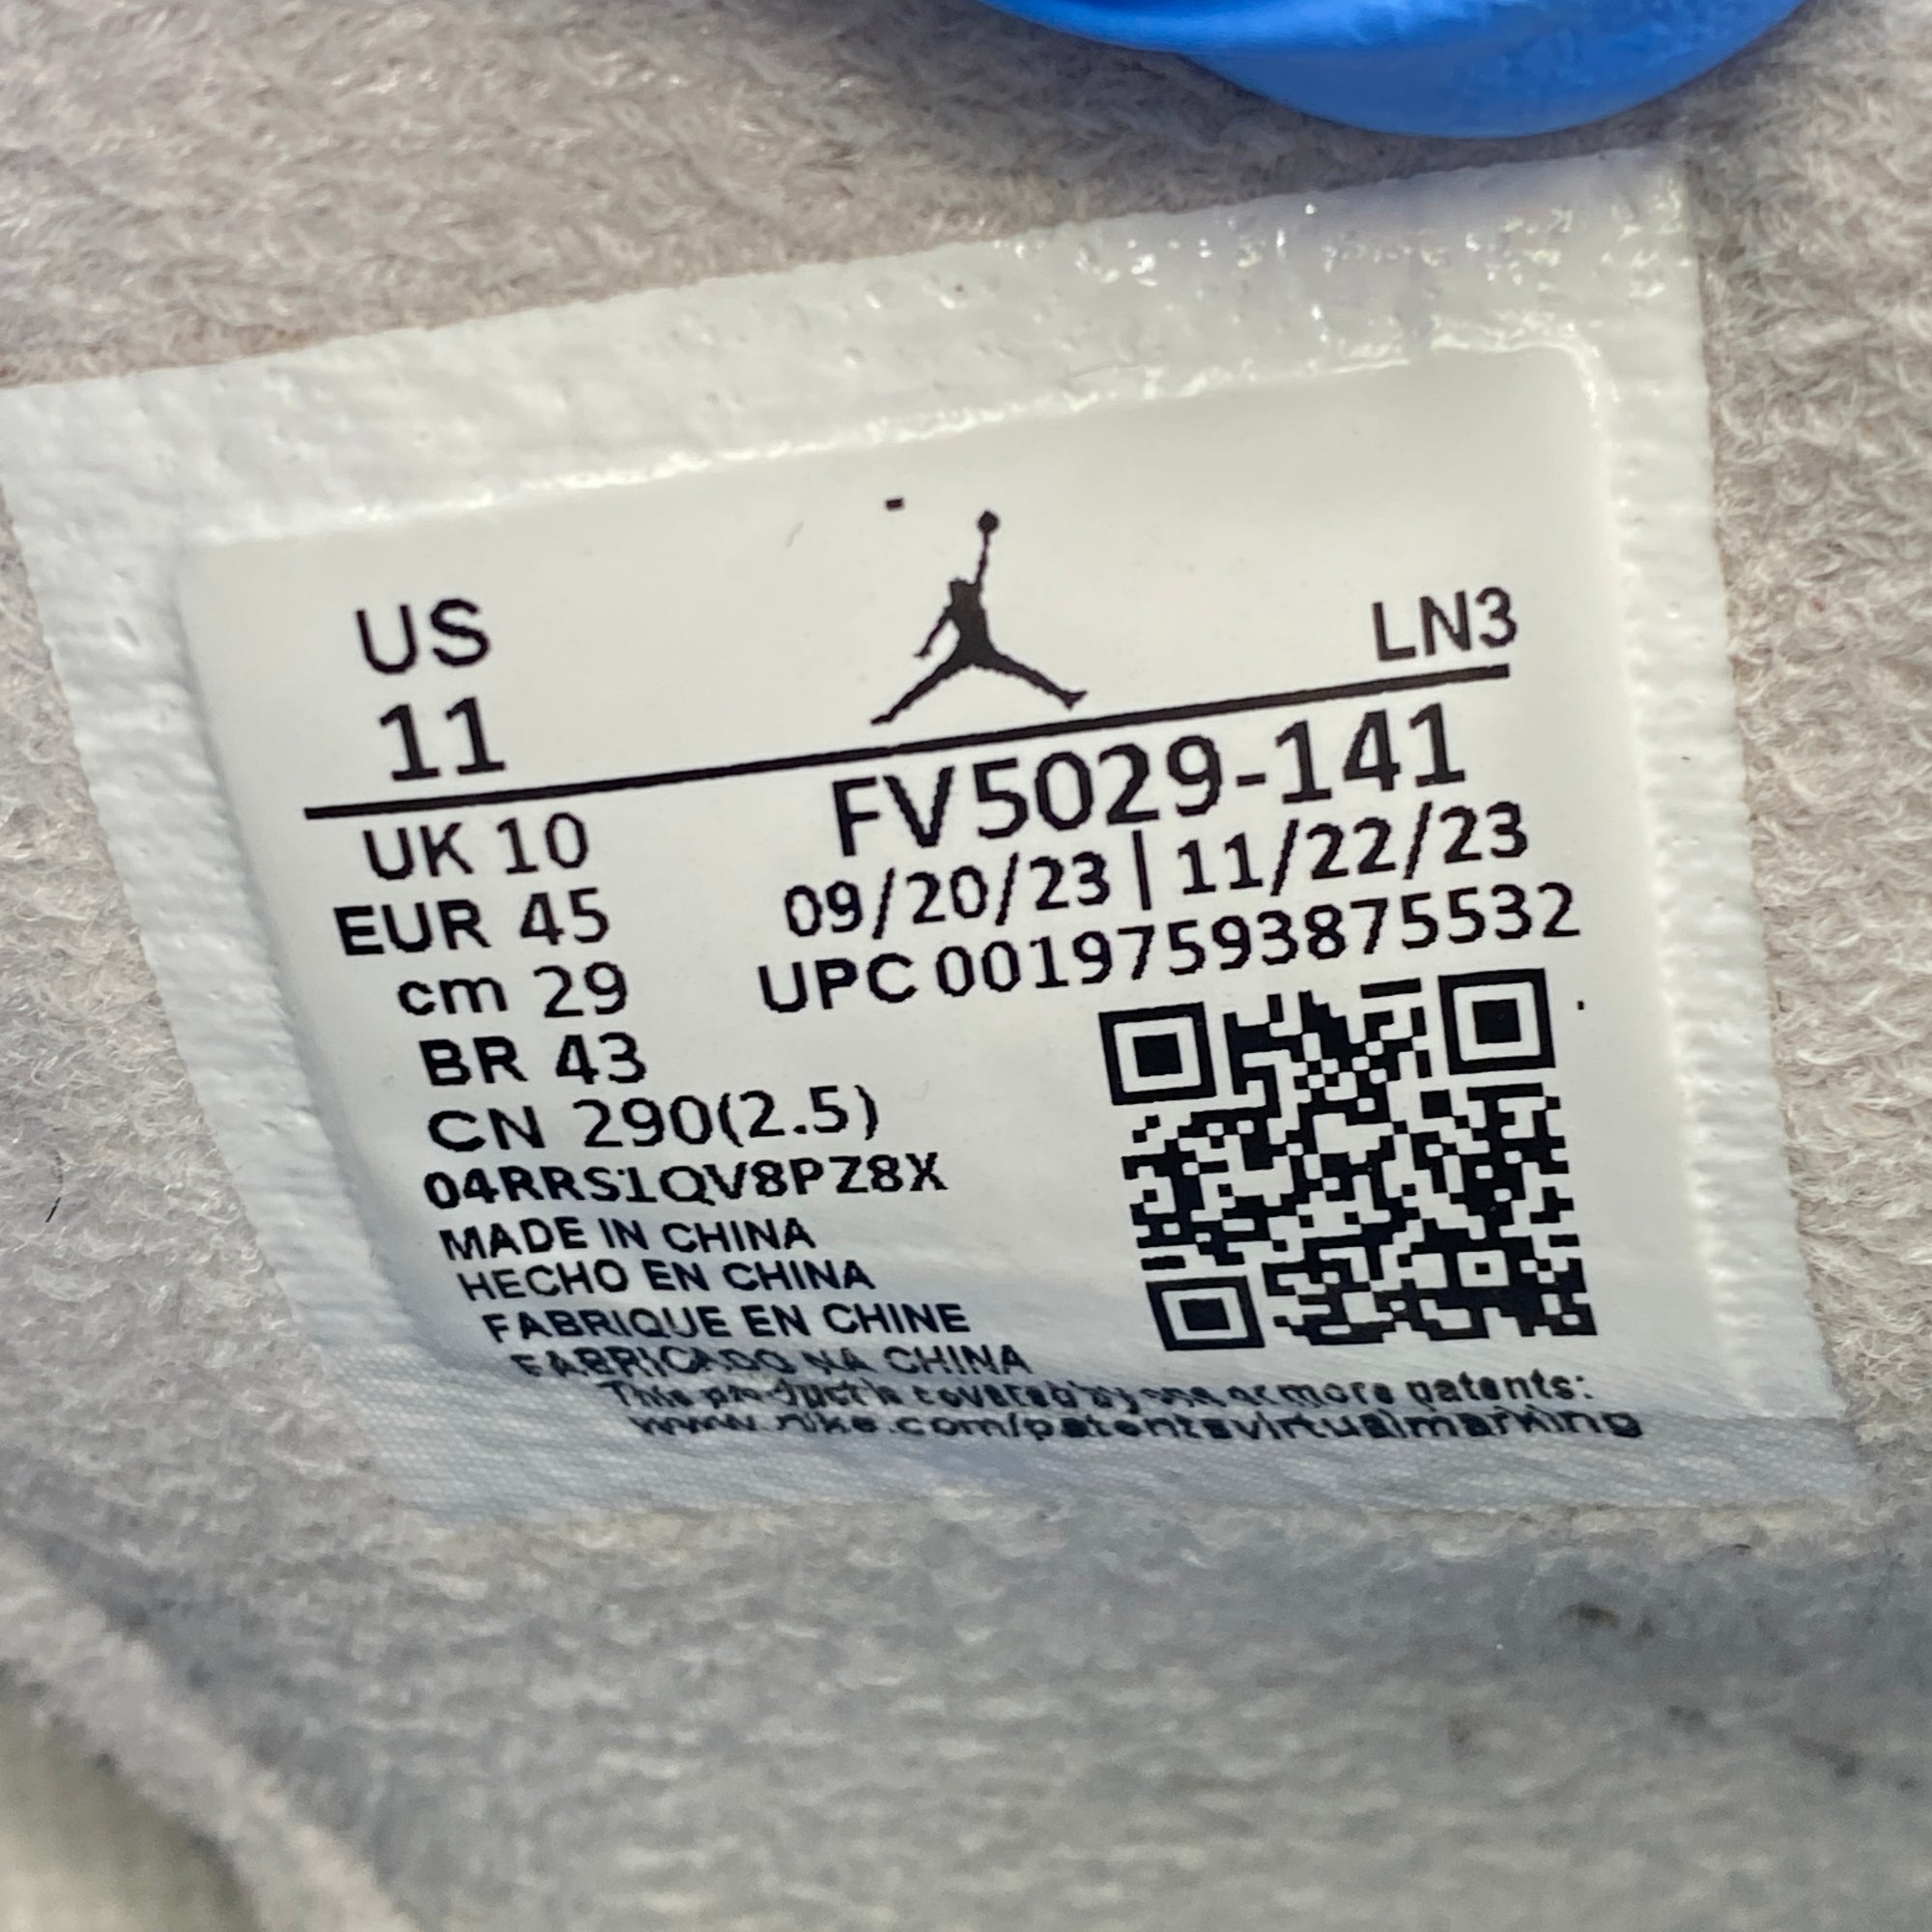 US
11
LN3
UK 10
EUR 45
cm 29
BR 43
CN 290(2.5)
04RRS1QV8PZ8X
MADE IN CHINA
HECHO EN CHINA
FABRIQUE EN CHINE
FABRICADO NA CHINA
FV5029-141
09/20/23 | 11/22/23
UPC 00197593875532
This product is covered by one or more patents:
www.nike.com/patentsvirtualmarking